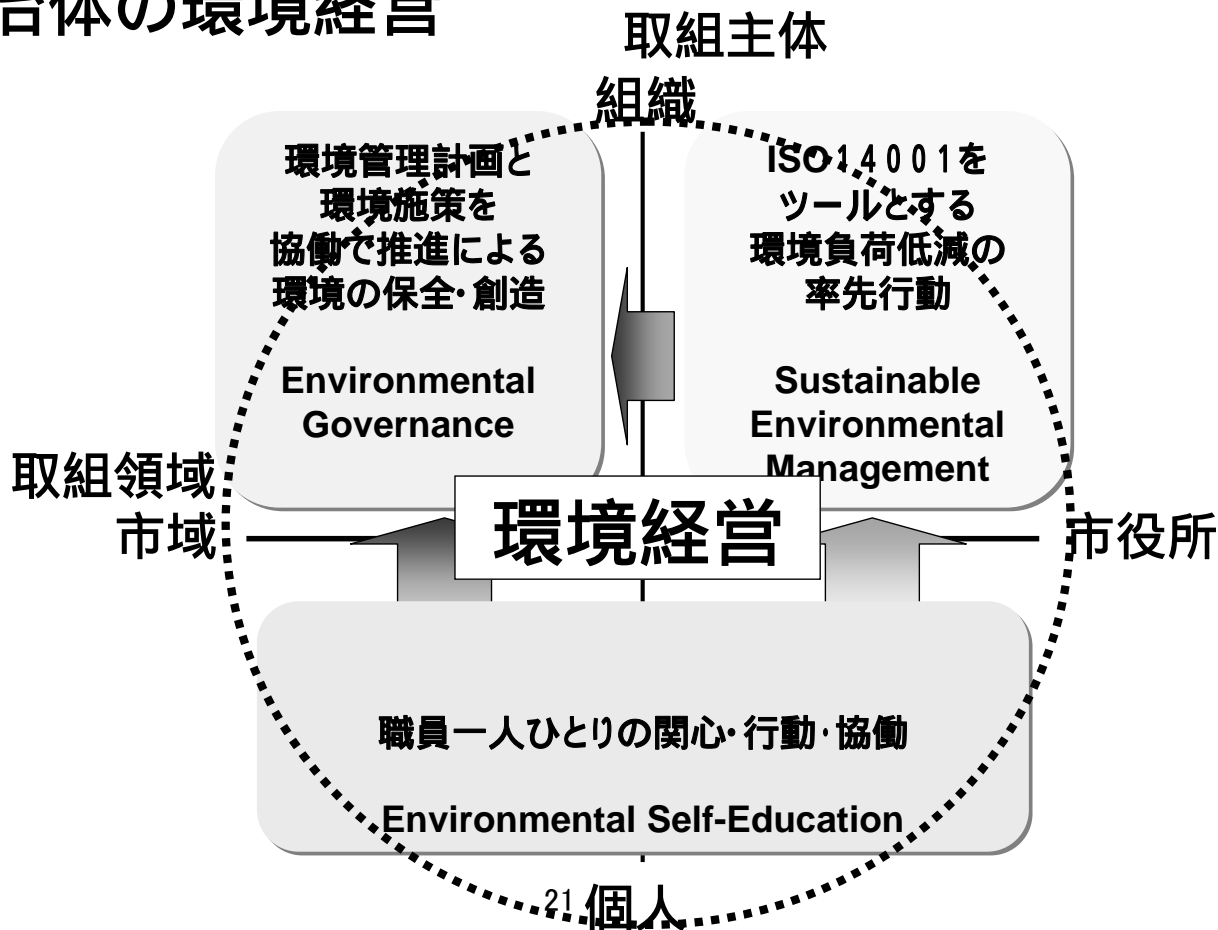 治体の環境経営
取組主体
組織
環境管理計画と
環境施策を
協働で推進による
環境の保全・創造
Environmental
Governance
ISO14001を
ツールとする
環境負荷低減の
率先行動
Sustainable
Environmental
Management
取組領域
市域
環境経営
市役所
職員一人ひとりの関心・行動・協働
Environmental Self-Education
21
個人